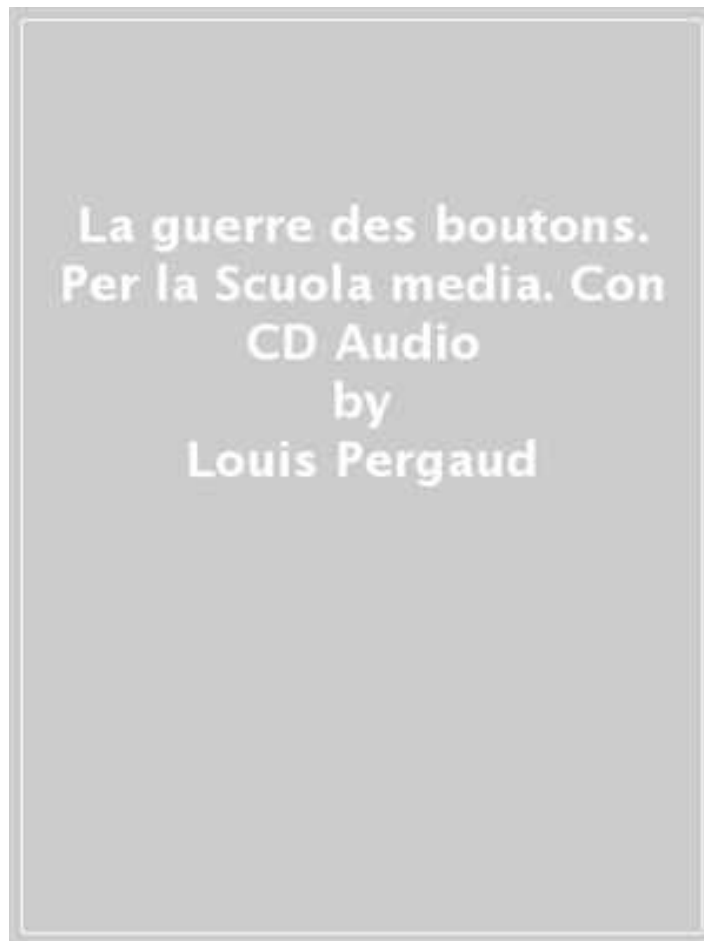 La guerre des boutons.
Per la Scuola media. Con
CD Audio
by
Louis Pergaud